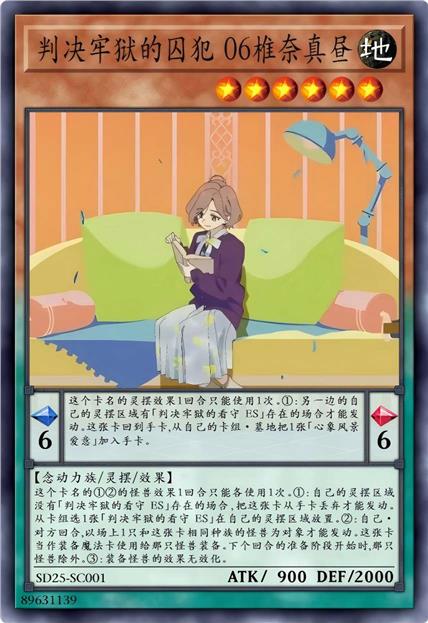 判决牢狱的囚犯 06椎奈真昼
地
这个卡名的灵摆效果1回合只能使用1次。①:另一边的自
己的灵摆区域有「判决牢狱的看守 ES」存在的场合才能发
动。这张卡回到手卡,从自己的卡组・墓地把1张「心象风景
爱意」加入手卡。
6
6
【念动力族/灵摆/效果】
这个卡名的①②的怪兽效果1回合只能各使用1次。①:自己的灵摆区域
没有「判决牢狱的看守 ES」存在的场合,把这张卡从手卡丢弃才能发动。
从卡组选1张「判决牢狱的看守 ES」在自己的灵摆区域放置。②:自己・
对方回合,以场上1只和这张卡相同种族的怪兽为对象才能发动。这张卡
当作装备魔法卡使用给那只怪兽装备。下个回合的准备阶段开始时,那只
怪兽除外。③:装备怪兽的效果无效化。
SD25-SC001
ATK/ 900 DEF/2000
89631139